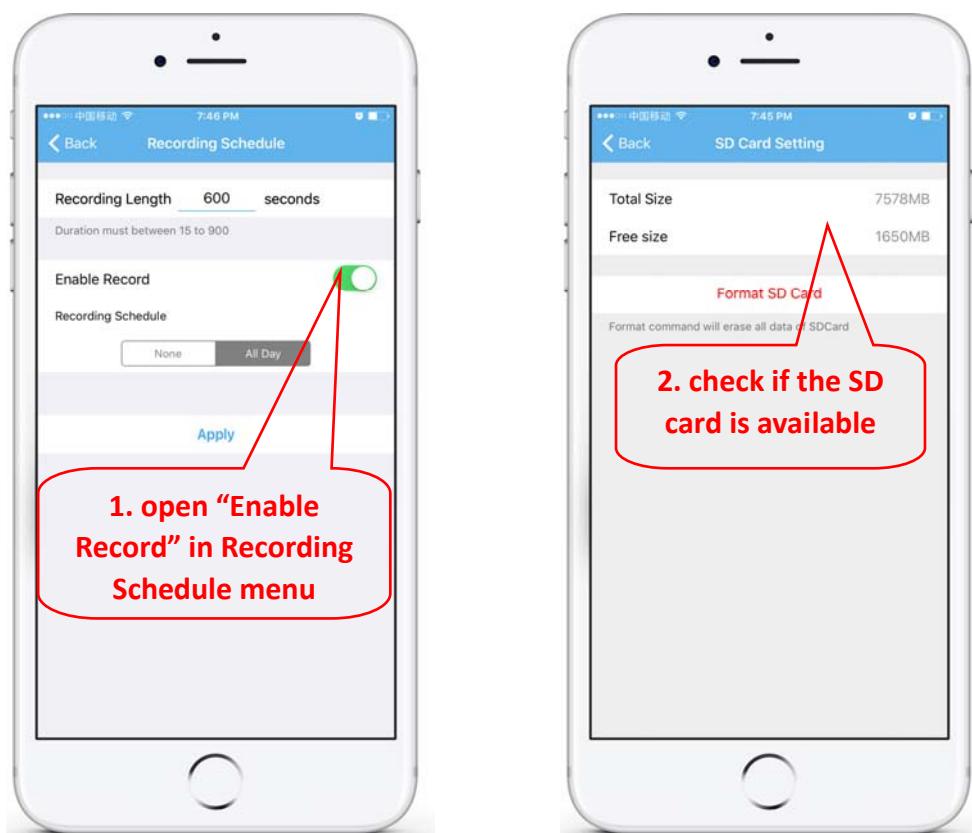 中国移动 7:46 PM
Back Recording Schedule
Recording Length 600 seconds
Duration must between 15 to 900
Enable Record
Recording Schedule
None All Day
Apply
1. open “Enable
Record” in Recording
Schedule menu
中国移动 7:45 PM
Back SD Card Setting
Total Size 7578MB
Free size 1650MB
Format SD Card
Format command will erase all data of SDCard
2. check if the SD
card is available